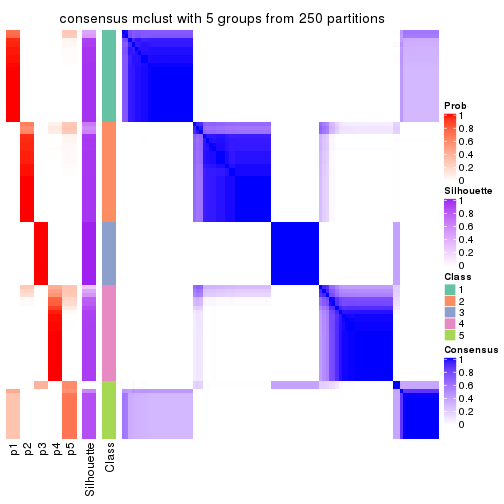 consensus mclust with 5 groups from 250 partitions
Prob
1
0.8
0.6
0.4
0.2
0
Silhouette
1
0.8
0.6
0.4
0.2
0
Class
1
2
3
4
5
Consensus
1
0.8
0.6
0.4
0.2
0
p1
p2
p3
p4
p5
Silhouette
Class